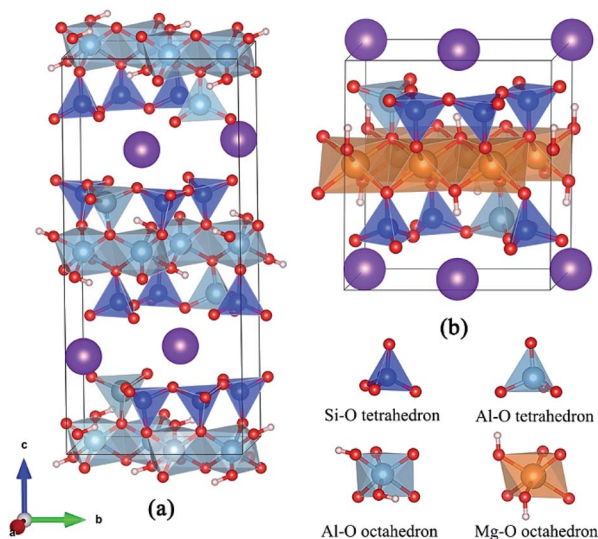 (a)
c
b
a
(b)
Si-O tetrahedron
Al-O tetrahedron
Al-O octahedron
Mg-O octahedron